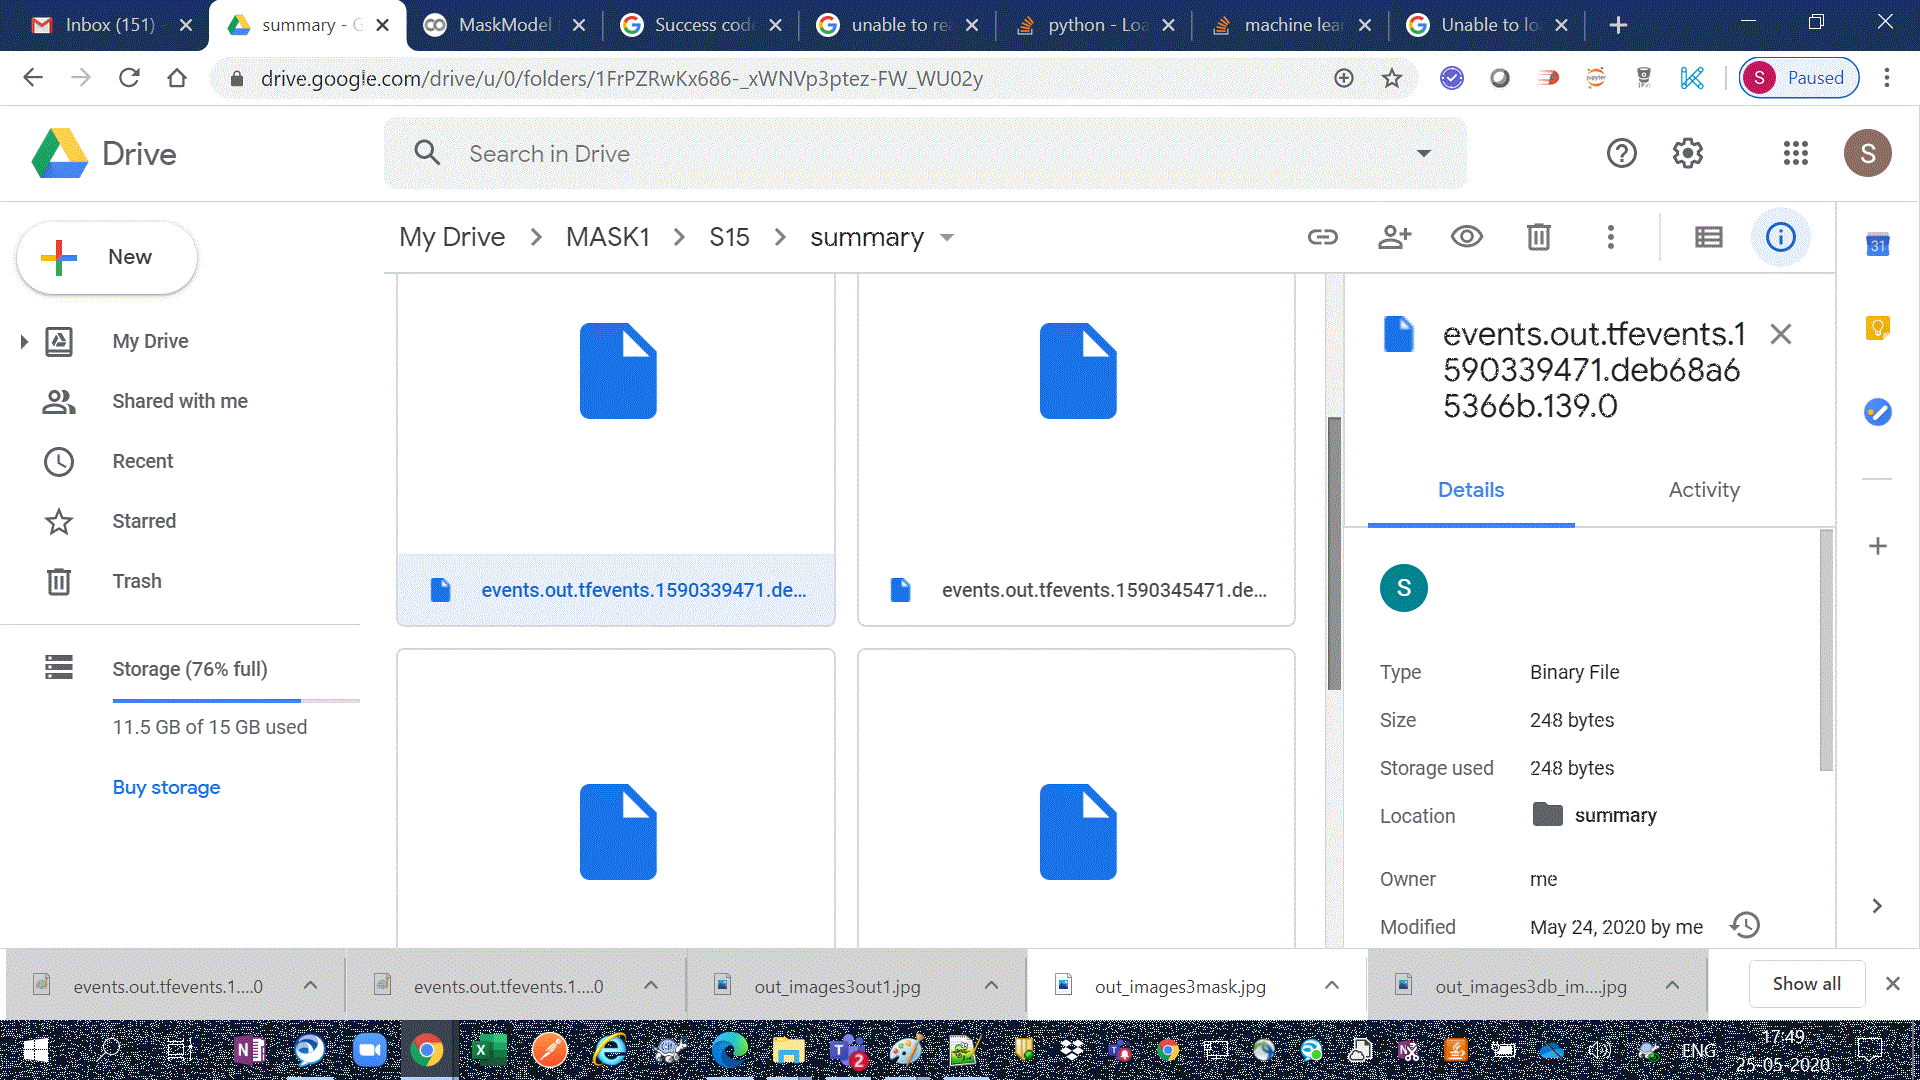 Inbox (151)
summary - G
MaskModel
Success code
unable to re
python - Loa
machine lear
Unable to lo
drive.google.com/drive/u/0/folders/1FrPZRwKx686-_xWNVp3ptez-FW_WU02y
S Paused
Drive
Search in Drive
S
New
My Drive
Shared with me
Recent
Starred
Trash
Storage (76% full)
11.5 GB of 15 GB used
Buy storage
My Drive > MASK1 > S15 > summary
events.out.tfevents.1590339471.de...
events.out.tfevents.1590345471.de...
events.out.tfevents.1
590339471.deb68a6
5366b.139.0
Details Activity
S
Type Binary File
Size 248 bytes
Storage used 248 bytes
Location summary
Owner me
Modified May 24, 2020 by me
31
events.out.tfevents.1....0
events.out.tfevents.1....0
out_images3out1.jpg
out_images3mask.jpg
out_images3db_im....jpg
Show all
2
ENG
17:49
25-05-2020